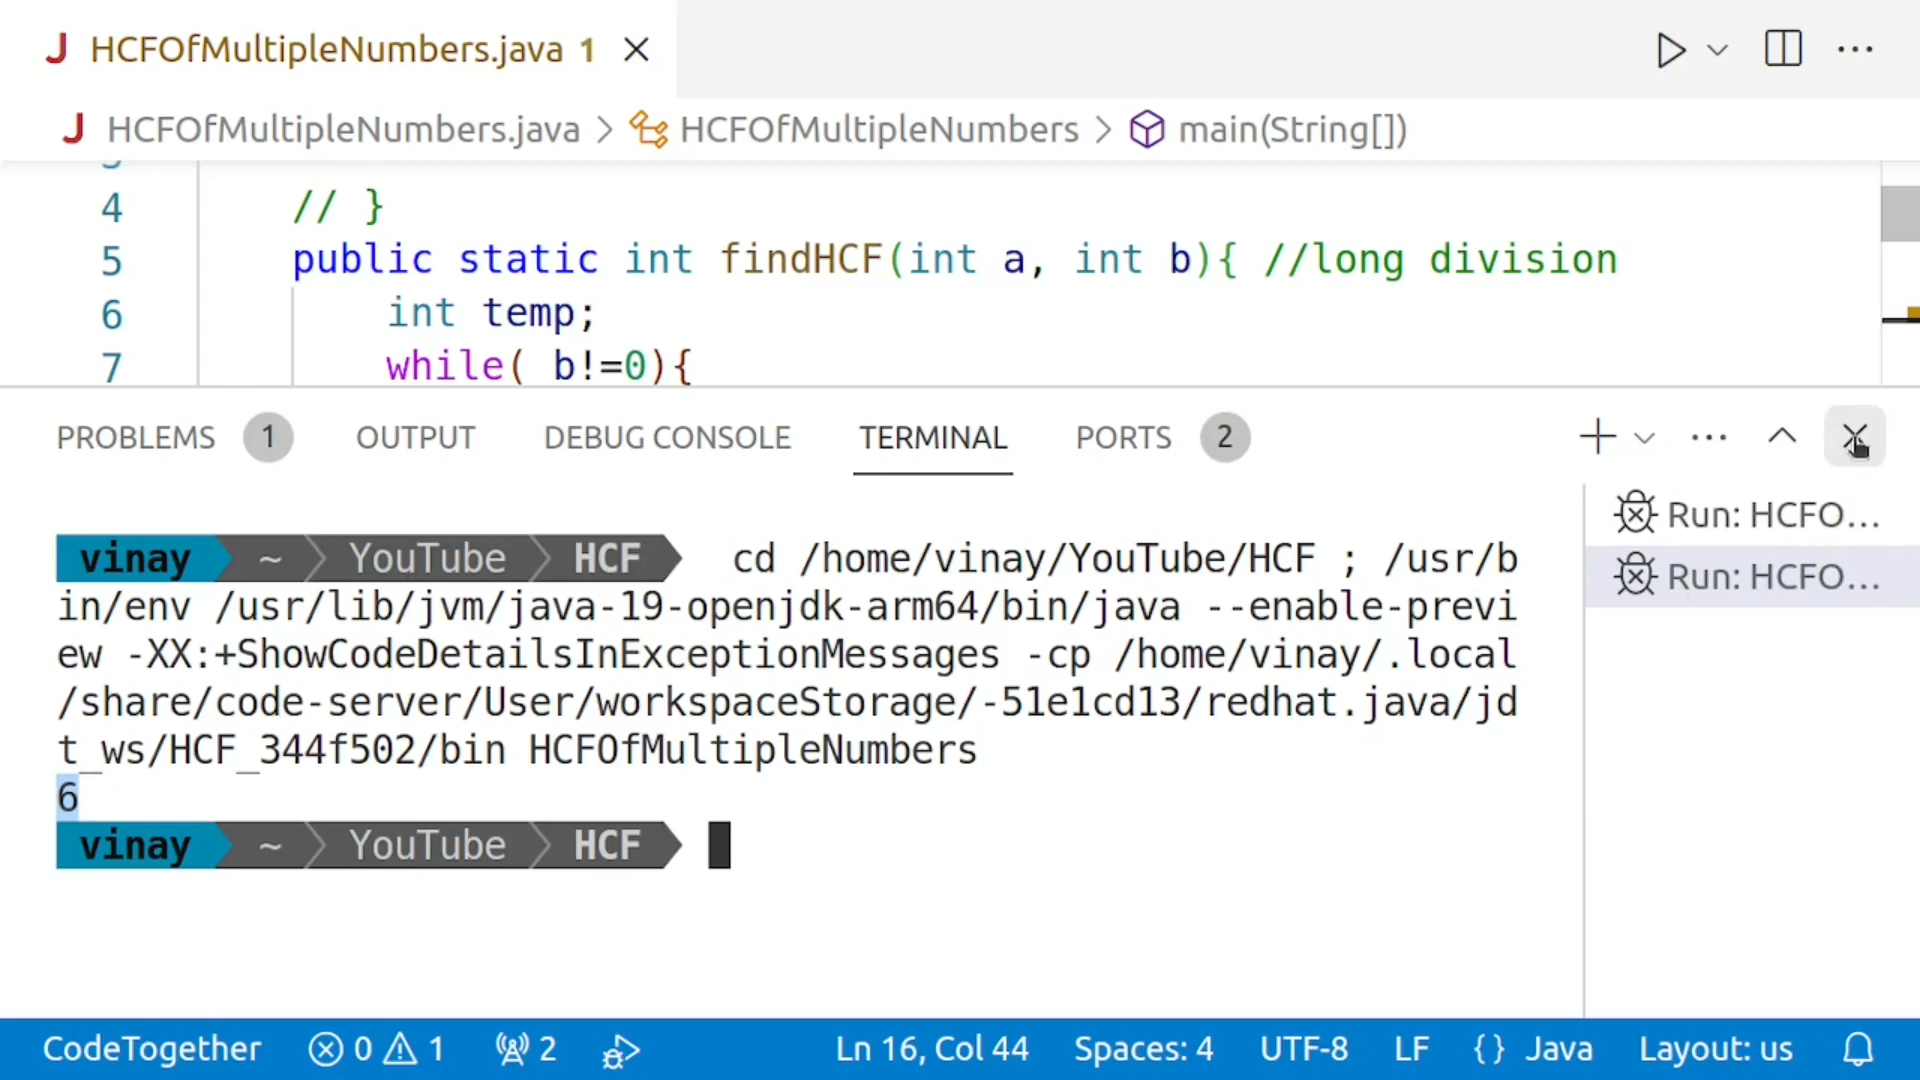 J HCFOfMultipleNumbers.java 1
J HCFOfMultipleNumbers.java > HCFOfMultipleNumbers > main(String[])
4 // }
5 public static int findHCF(int a, int b){ //long division
6 int temp;
7 while( b!=0){
PROBLEMS 1 OUTPUT DEBUG CONSOLE TERMINAL PORTS 2
Run: HCFO...
Run: HCFO...
vinay ~ YouTube HCF cd /home/vinay/YouTube/HCF ; /usr/b
in/env /usr/lib/jvm/java-19-openjdk-arm64/bin/java --enable-previ
ew -XX:+ShowCodeDetailsInExceptionMessages -cp /home/vinay/.local
/share/code-server/User/workspaceStorage/-51e1cd13/redhat.java/jd
t_ws/HCF_344f502/bin HCFOfMultipleNumbers
6
vinay ~ YouTube HCF
CodeTogether 0 1 2 Ln 16, Col 44 Spaces: 4 UTF-8 LF {} Java Layout: us